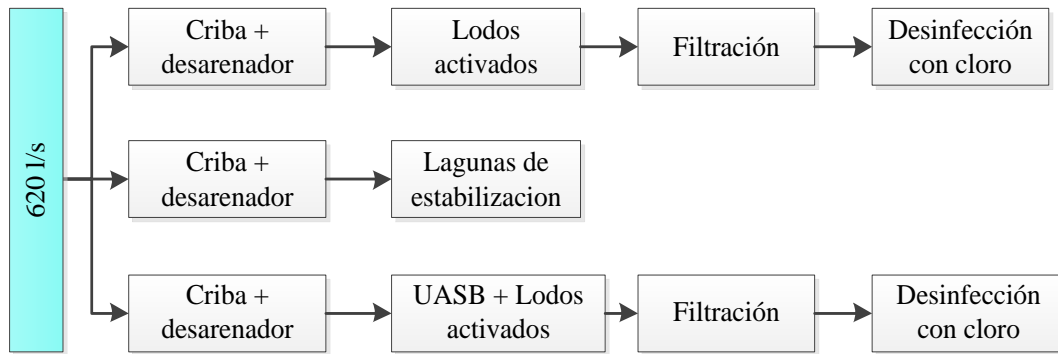 620 l/s
Criba +
desarenador
Lodos
activados
Filtración
Desinfección
con cloro
Criba +
desarenador
Lagunas de
estabilizacion
Criba +
desarenador
UASB + Lodos
activados
Filtración
Desinfección
con cloro